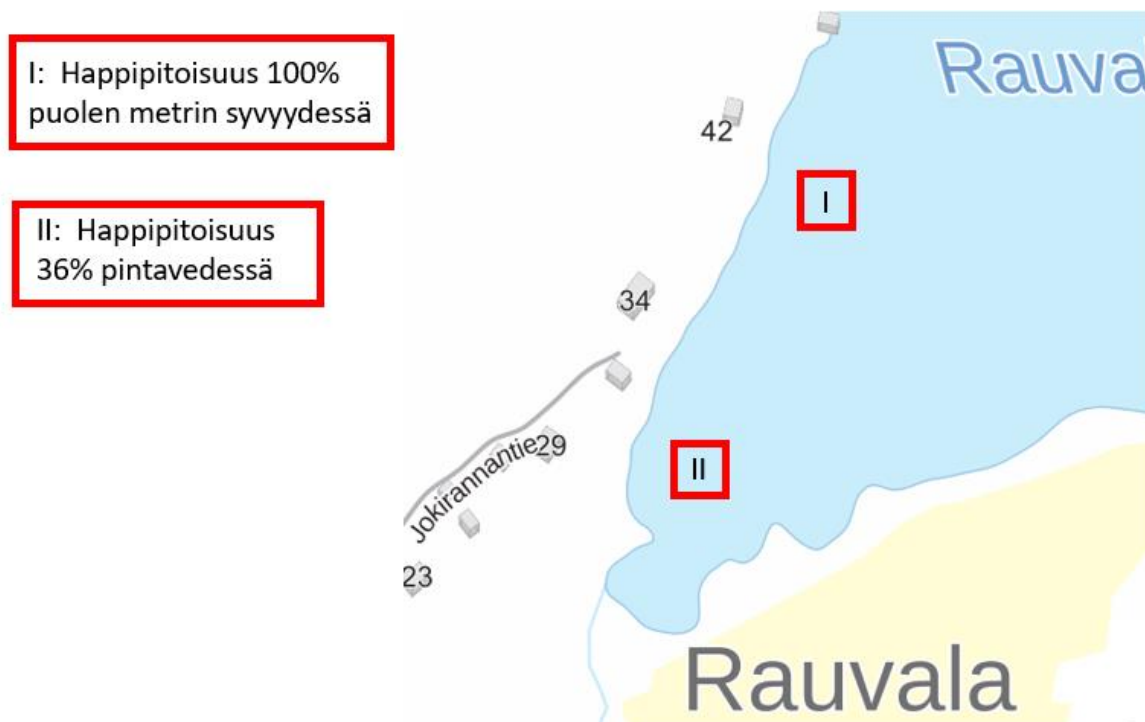 I: Happipitoisuus 100%
puolen metrin syvyydessä
II: Happipitoisuus
36% pintavedessä
Rauva
42
I
34
Jokirannantie
29
II
23
Rauvala